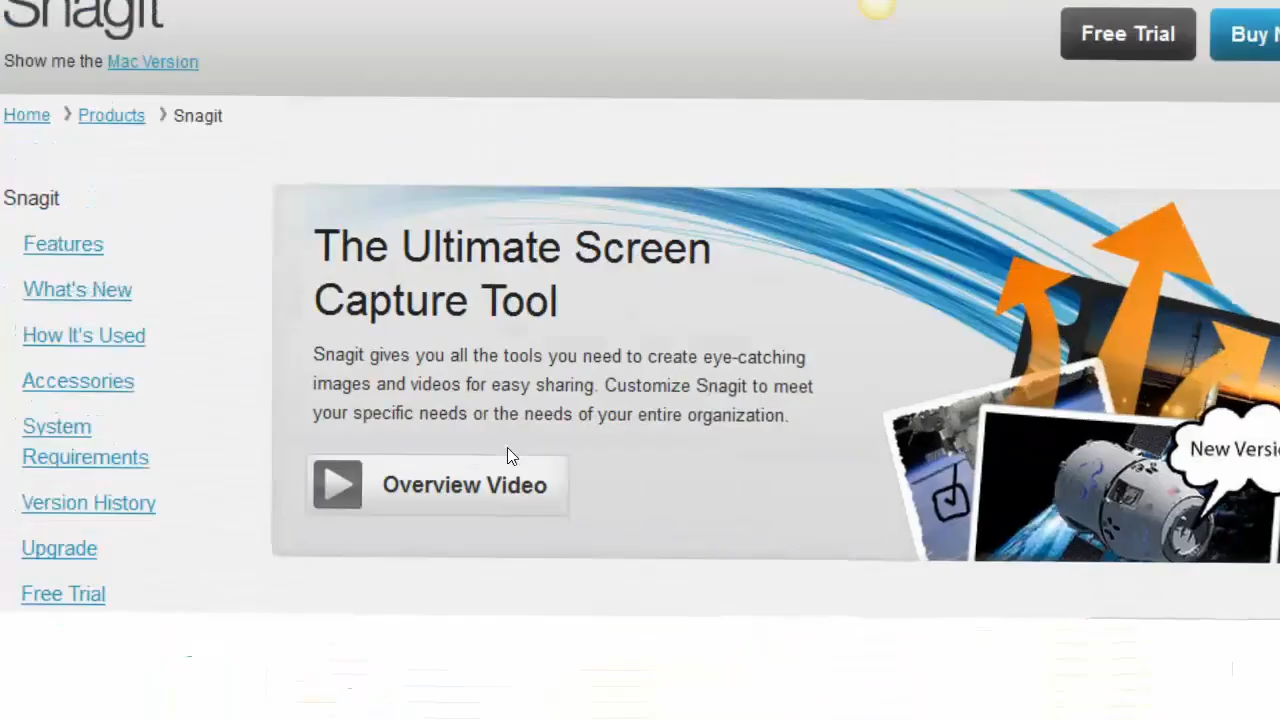 Snagit
Free Trial
Buy
Show me the Mac Version
Home > Products > Snagit
Snagit
Features
What's New
How It's Used
Accessories
System
Requirements
Version History
Upgrade
Free Trial
The Ultimate Screen
Capture Tool
Snagit gives you all the tools you need to create eye-catching
images and videos for easy sharing. Customize Snagit to meet
your specific needs or the needs of your entire organization.
Overview Video
New